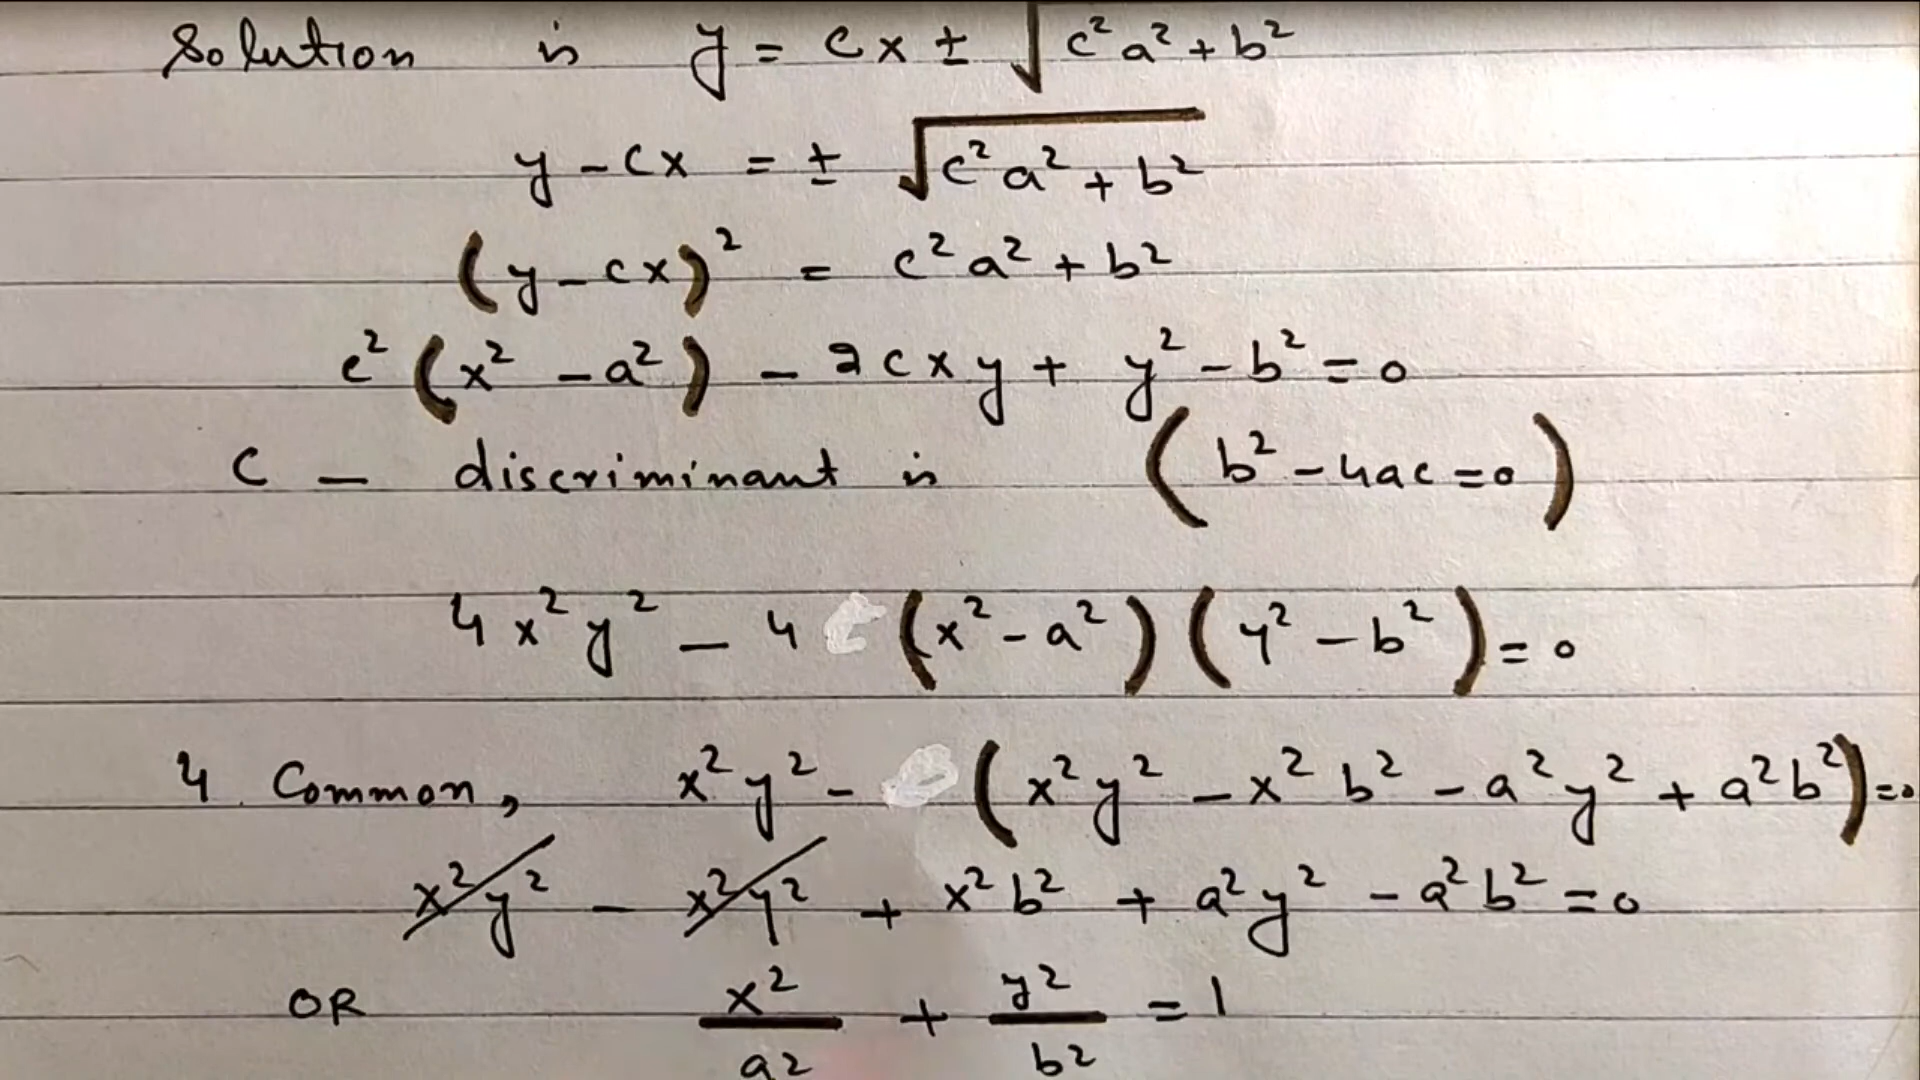 Solution is y = cx ± √c²a² + b²
y - cx = ± √c²a² + b²
(y - cx)² = c²a² + b²
c² (x² - a²) - 2cxy + y² - b² = 0
C - discriminant is (b² - 4ac = 0)
4x²y² - 4 (x² - a²) (y² - b²) = 0
4 Common, x²y² - (x²y² - x²b² - a²y² + a²b²) = 0
x²y² - x²y² + x²b² + a²y² - a²b² = 0
OR x²/a² + y²/b² = 1